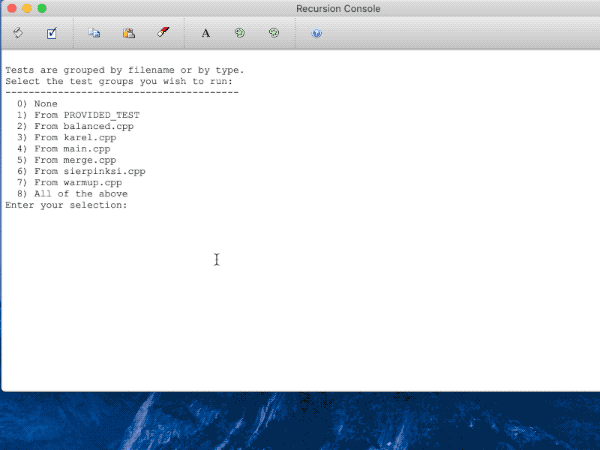 Recursion Console
A
Tests are grouped by filename or by type.
Select the test groups you wish to run:
----------------------------------------
0) None
1) From PROVIDED_TEST
2) From balanced.cpp
3) From karel.cpp
4) From main.cpp
5) From merge.cpp
6) From sierpinksi.cpp
7) From warmup.cpp
8) All of the above
Enter your selection: